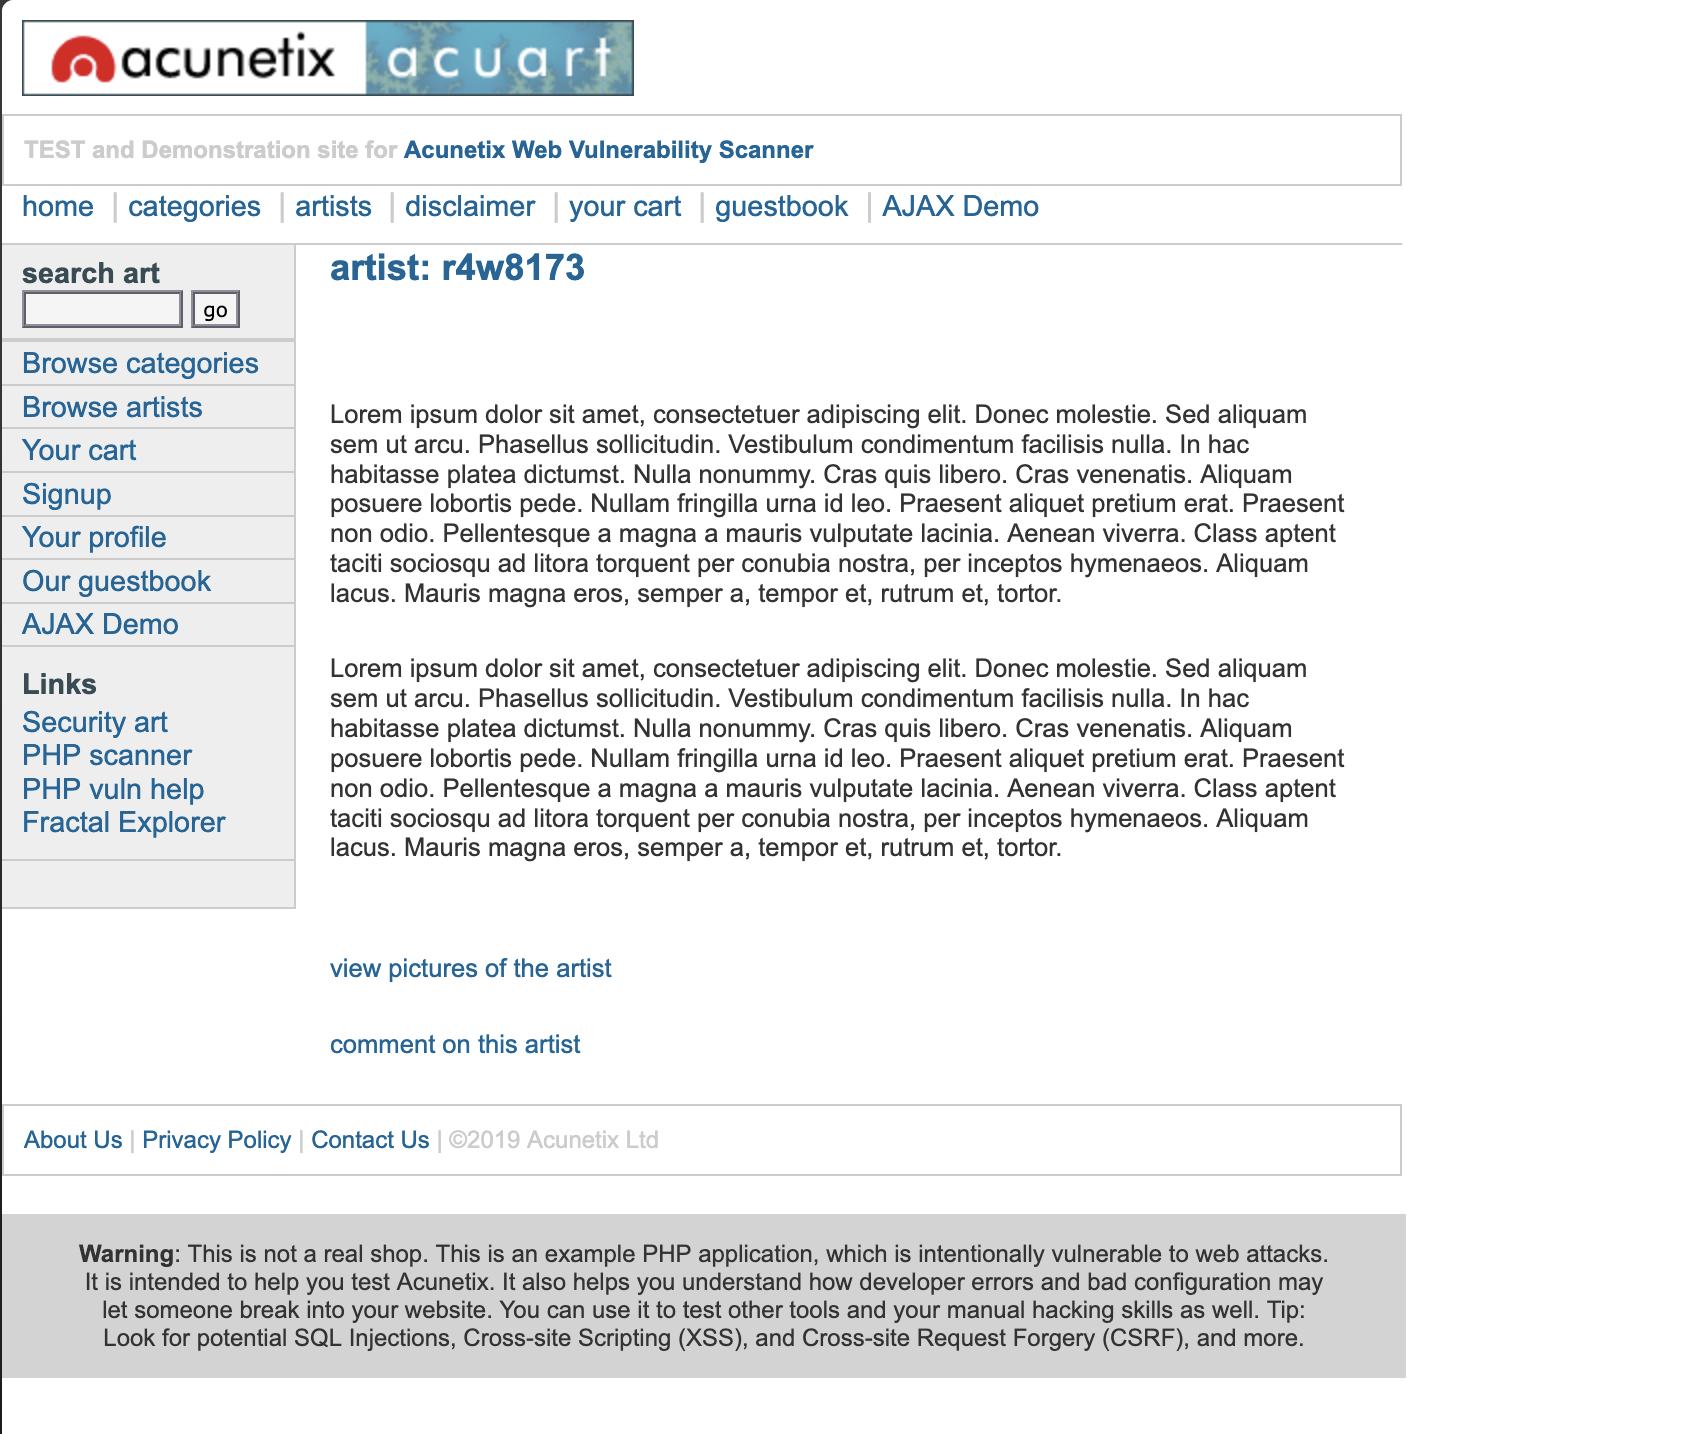 acunetix acuart
TEST and Demonstration site for Acunetix Web Vulnerability Scanner
home | categories | artists | disclaimer | your cart | guestbook | AJAX Demo
search art
go
Browse categories
Browse artists
Your cart
Signup
Your profile
Our guestbook
AJAX Demo
Links
Security art
PHP scanner
PHP vuln help
Fractal Explorer
artist: r4w8173
Lorem ipsum dolor sit amet, consectetuer adipiscing elit. Donec molestie. Sed aliquam
sem ut arcu. Phasellus sollicitudin. Vestibulum condimentum facilisis nulla. In hac
habitasse platea dictumst. Nulla nonummy. Cras quis libero. Cras venenatis. Aliquam
posuere lobortis pede. Nullam fringilla urna id leo. Praesent aliquet pretium erat. Praesent
non odio. Pellentesque a magna a mauris vulputate lacinia. Aenean viverra. Class aptent
taciti sociosqu ad litora torquent per conubia nostra, per inceptos hymenaeos. Aliquam
lacus. Mauris magna eros, semper a, tempor et, rutrum et, tortor.
Lorem ipsum dolor sit amet, consectetuer adipiscing elit. Donec molestie. Sed aliquam
sem ut arcu. Phasellus sollicitudin. Vestibulum condimentum facilisis nulla. In hac
habitasse platea dictumst. Nulla nonummy. Cras quis libero. Cras venenatis. Aliquam
posuere lobortis pede. Nullam fringilla urna id leo. Praesent aliquet pretium erat. Praesent
non odio. Pellentesque a magna a mauris vulputate lacinia. Aenean viverra. Class aptent
taciti sociosqu ad litora torquent per conubia nostra, per inceptos hymenaeos. Aliquam
lacus. Mauris magna eros, semper a, tempor et, rutrum et, tortor.
view pictures of the artist
comment on this artist
About Us | Privacy Policy | Contact Us | ©2019 Acunetix Ltd
Warning: This is not a real shop. This is an example PHP application, which is intentionally vulnerable to web attacks.
It is intended to help you test Acunetix. It also helps you understand how developer errors and bad configuration may
let someone break into your website. You can use it to test other tools and your manual hacking skills as well. Tip:
Look for potential SQL Injections, Cross-site Scripting (XSS), and Cross-site Request Forgery (CSRF), and more.